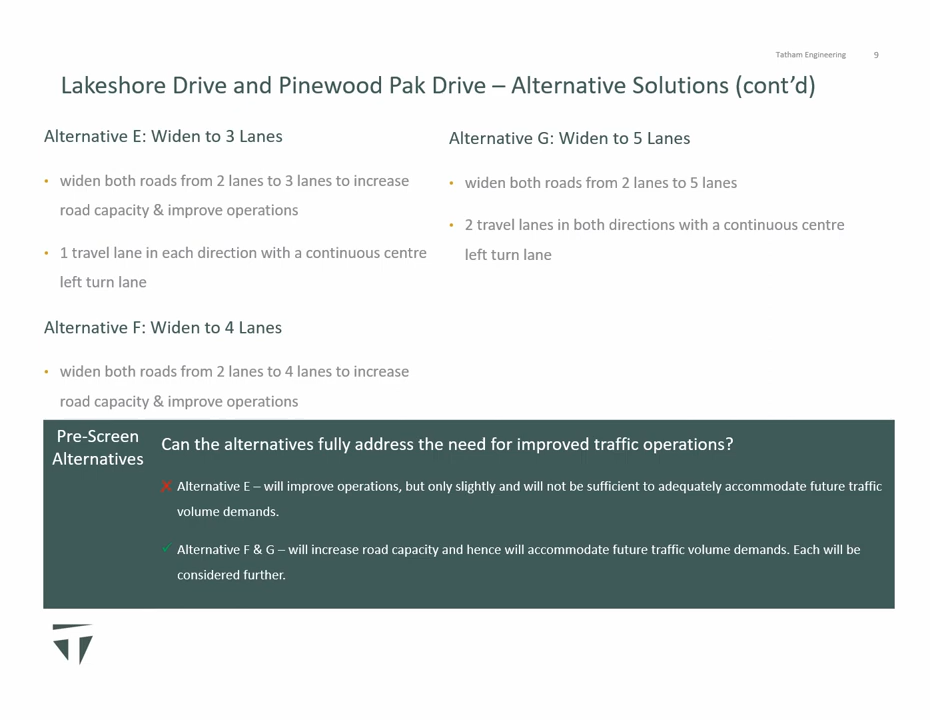 Tatham Engineering 9
Lakeshore Drive and Pinewood Pak Drive – Alternative Solutions (cont'd)
Alternative E: Widen to 3 Lanes
• widen both roads from 2 lanes to 3 lanes to increase
road capacity & improve operations
• 1 travel lane in each direction with a continuous centre
left turn lane
Alternative F: Widen to 4 Lanes
• widen both roads from 2 lanes to 4 lanes to increase
road capacity & improve operations
Alternative G: Widen to 5 Lanes
• widen both roads from 2 lanes to 5 lanes
• 2 travel lanes in both directions with a continuous centre
left turn lane
Pre-Screen
Alternatives
Can the alternatives fully address the need for improved traffic operations?
✗ Alternative E – will improve operations, but only slightly and will not be sufficient to adequately accommodate future traffic
volume demands.
✓ Alternative F & G – will increase road capacity and hence will accommodate future traffic volume demands. Each will be
considered further.